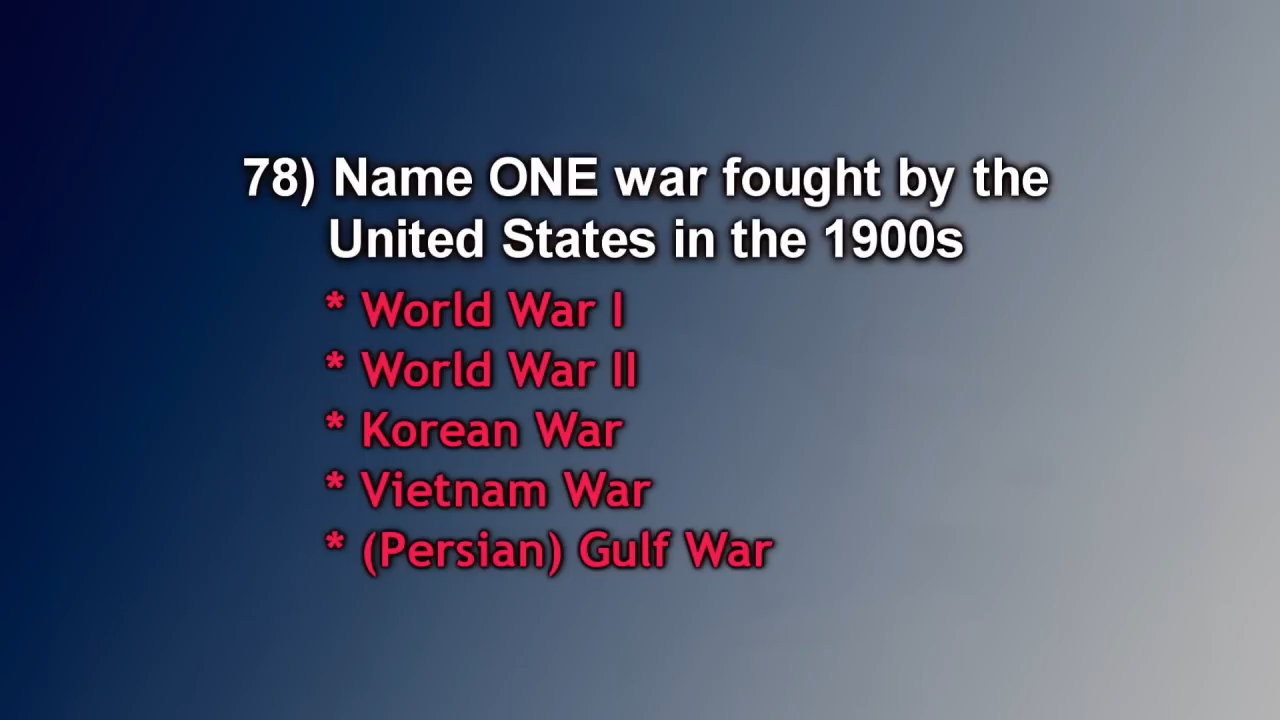 78) Name ONE war fought by the
United States in the 1900s
* World War I
* World War II
* Korean War
* Vietnam War
* (Persian) Gulf War